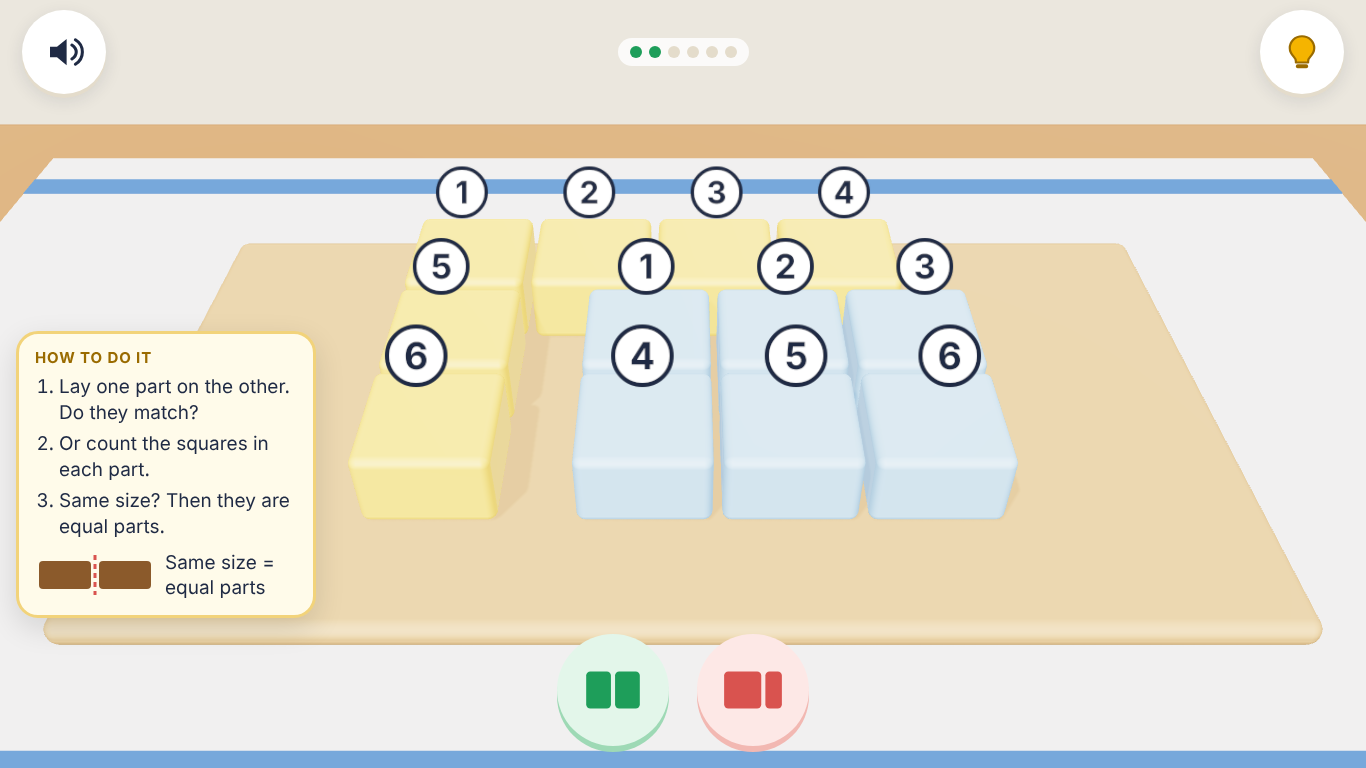 1 2 3 4
5 1 2 3
6 4 5 6
HOW TO DO IT
1. Lay one part on the other.
Do they match?
2. Or count the squares in
each part.
3. Same size? Then they are
equal parts.
Same size =
equal parts